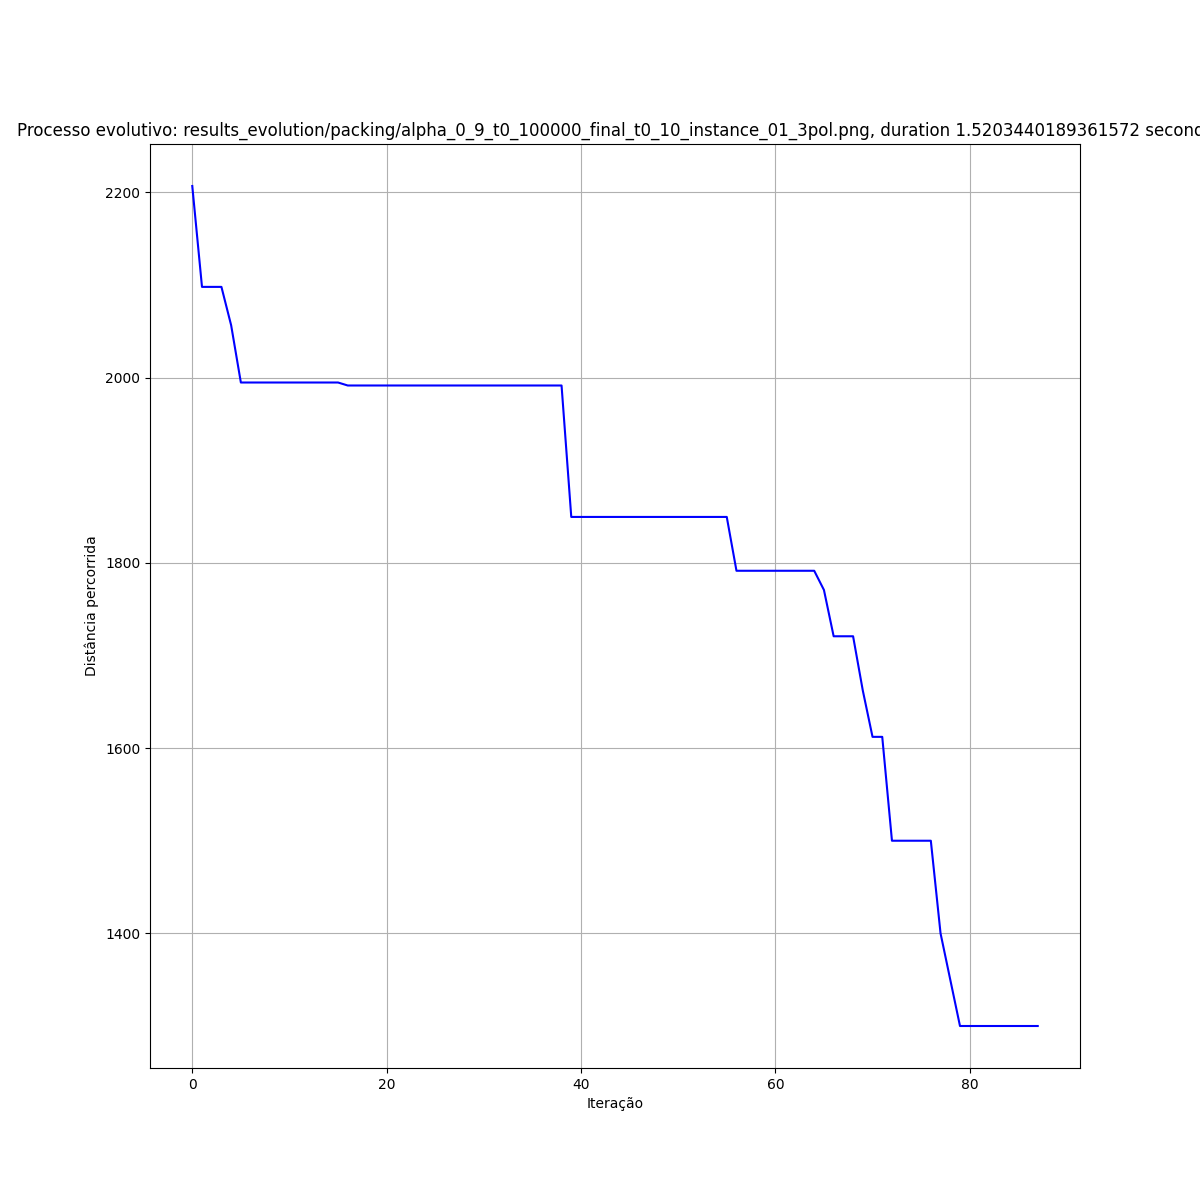 Processo evolutivo: results_evolution/packing/alpha_0_9_t0_100000_final_t0_10_instance_01_3pol.png, duration 1.5203440189361572 secon
2200
2000
1800
1600
1400
Distância percorrida
0 20 40 60 80
Iteração